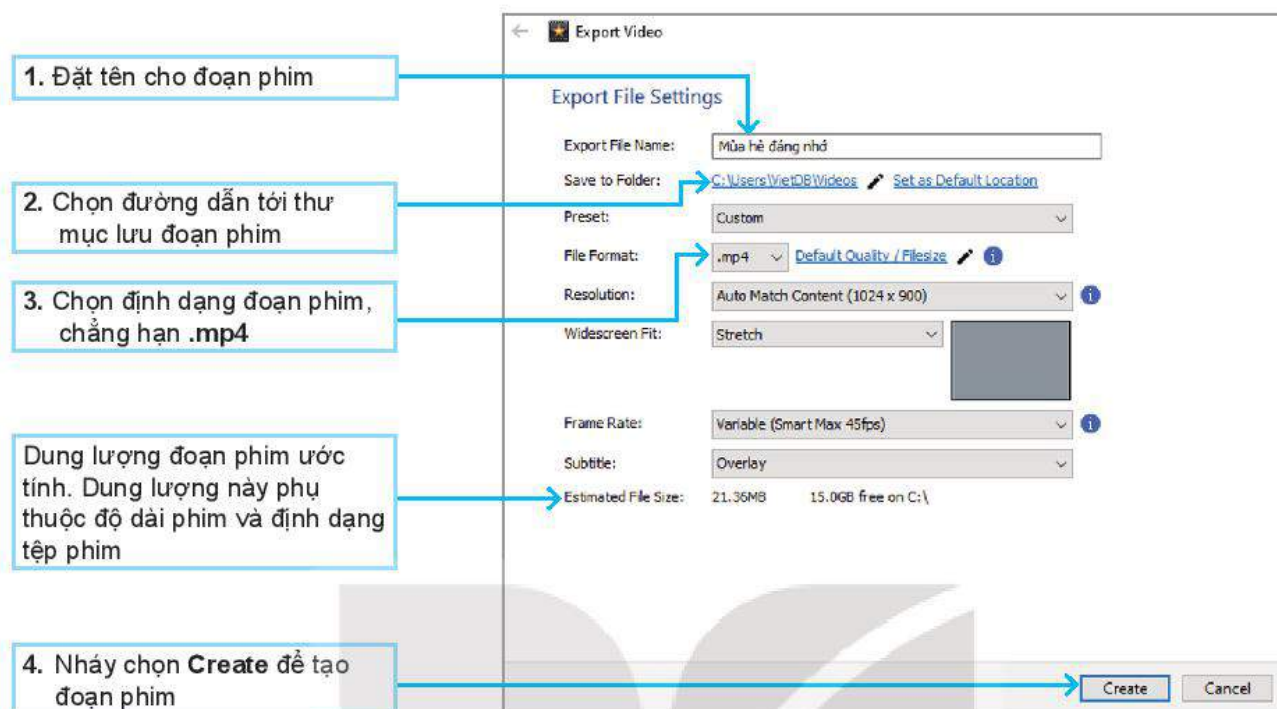 1. Đặt tên cho đoạn phim
2. Chọn đường dẫn tới thư
mục lưu đoạn phim
3. Chọn định dạng đoạn phim,
chẳng hạn .mp4
Dung lượng đoạn phim ước
tính. Dung lượng này phụ
thuộc độ dài phim và định dạng
tệp phim
4. Nháy chọn Create để tạo
đoạn phim
Export Video
Export File Settings
Export File Name: Mùa hè đáng nhớ
Save to Folder: C:\Users\VietDB\Videos Set as Default Location
Preset: Custom
File Format: .mp4 Default Quality / Filesize
Resolution: Auto Match Content (1024 x 900)
Widescreen Fit: Stretch
Frame Rate: Variable (Smart Max 45fps)
Subtitle: Overlay
Estimated File Size: 21.36MB 15.0GB free on C:\
Create Cancel